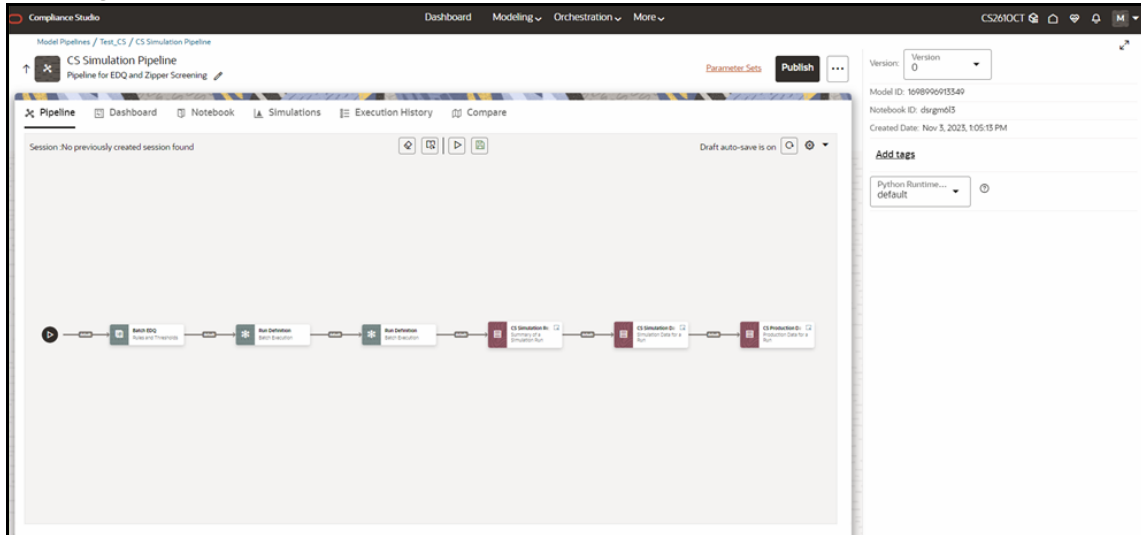 Compliance Studio
Dashboard Modeling Orchestration More
CS261OCT
M
Model Pipelines / Test_CS / CS Simulation Pipeline
CS Simulation Pipeline
Pipeline for EDQ and Zipper Screening
Parameter Sets
Publish
...
Pipeline Dashboard Notebook Simulations Execution History Compare
Session :No previously created session found
Draft auto-save is on
Batch EDQ
Rules and Thresholds
Run Definition
Batch Execution
Run Definition
Batch Execution
CS Simulation R
Summary of a
Simulation Run
CS Simulation D
Simulation Data for a
Run
CS Production D
Production Data for a
Run
Version:
Version
0
Model ID: 1698996913349
Notebook ID: dsrgm6l3
Created Date: Nov 3, 2023, 1:05:13 PM
Add tags
Python Runtime...
default